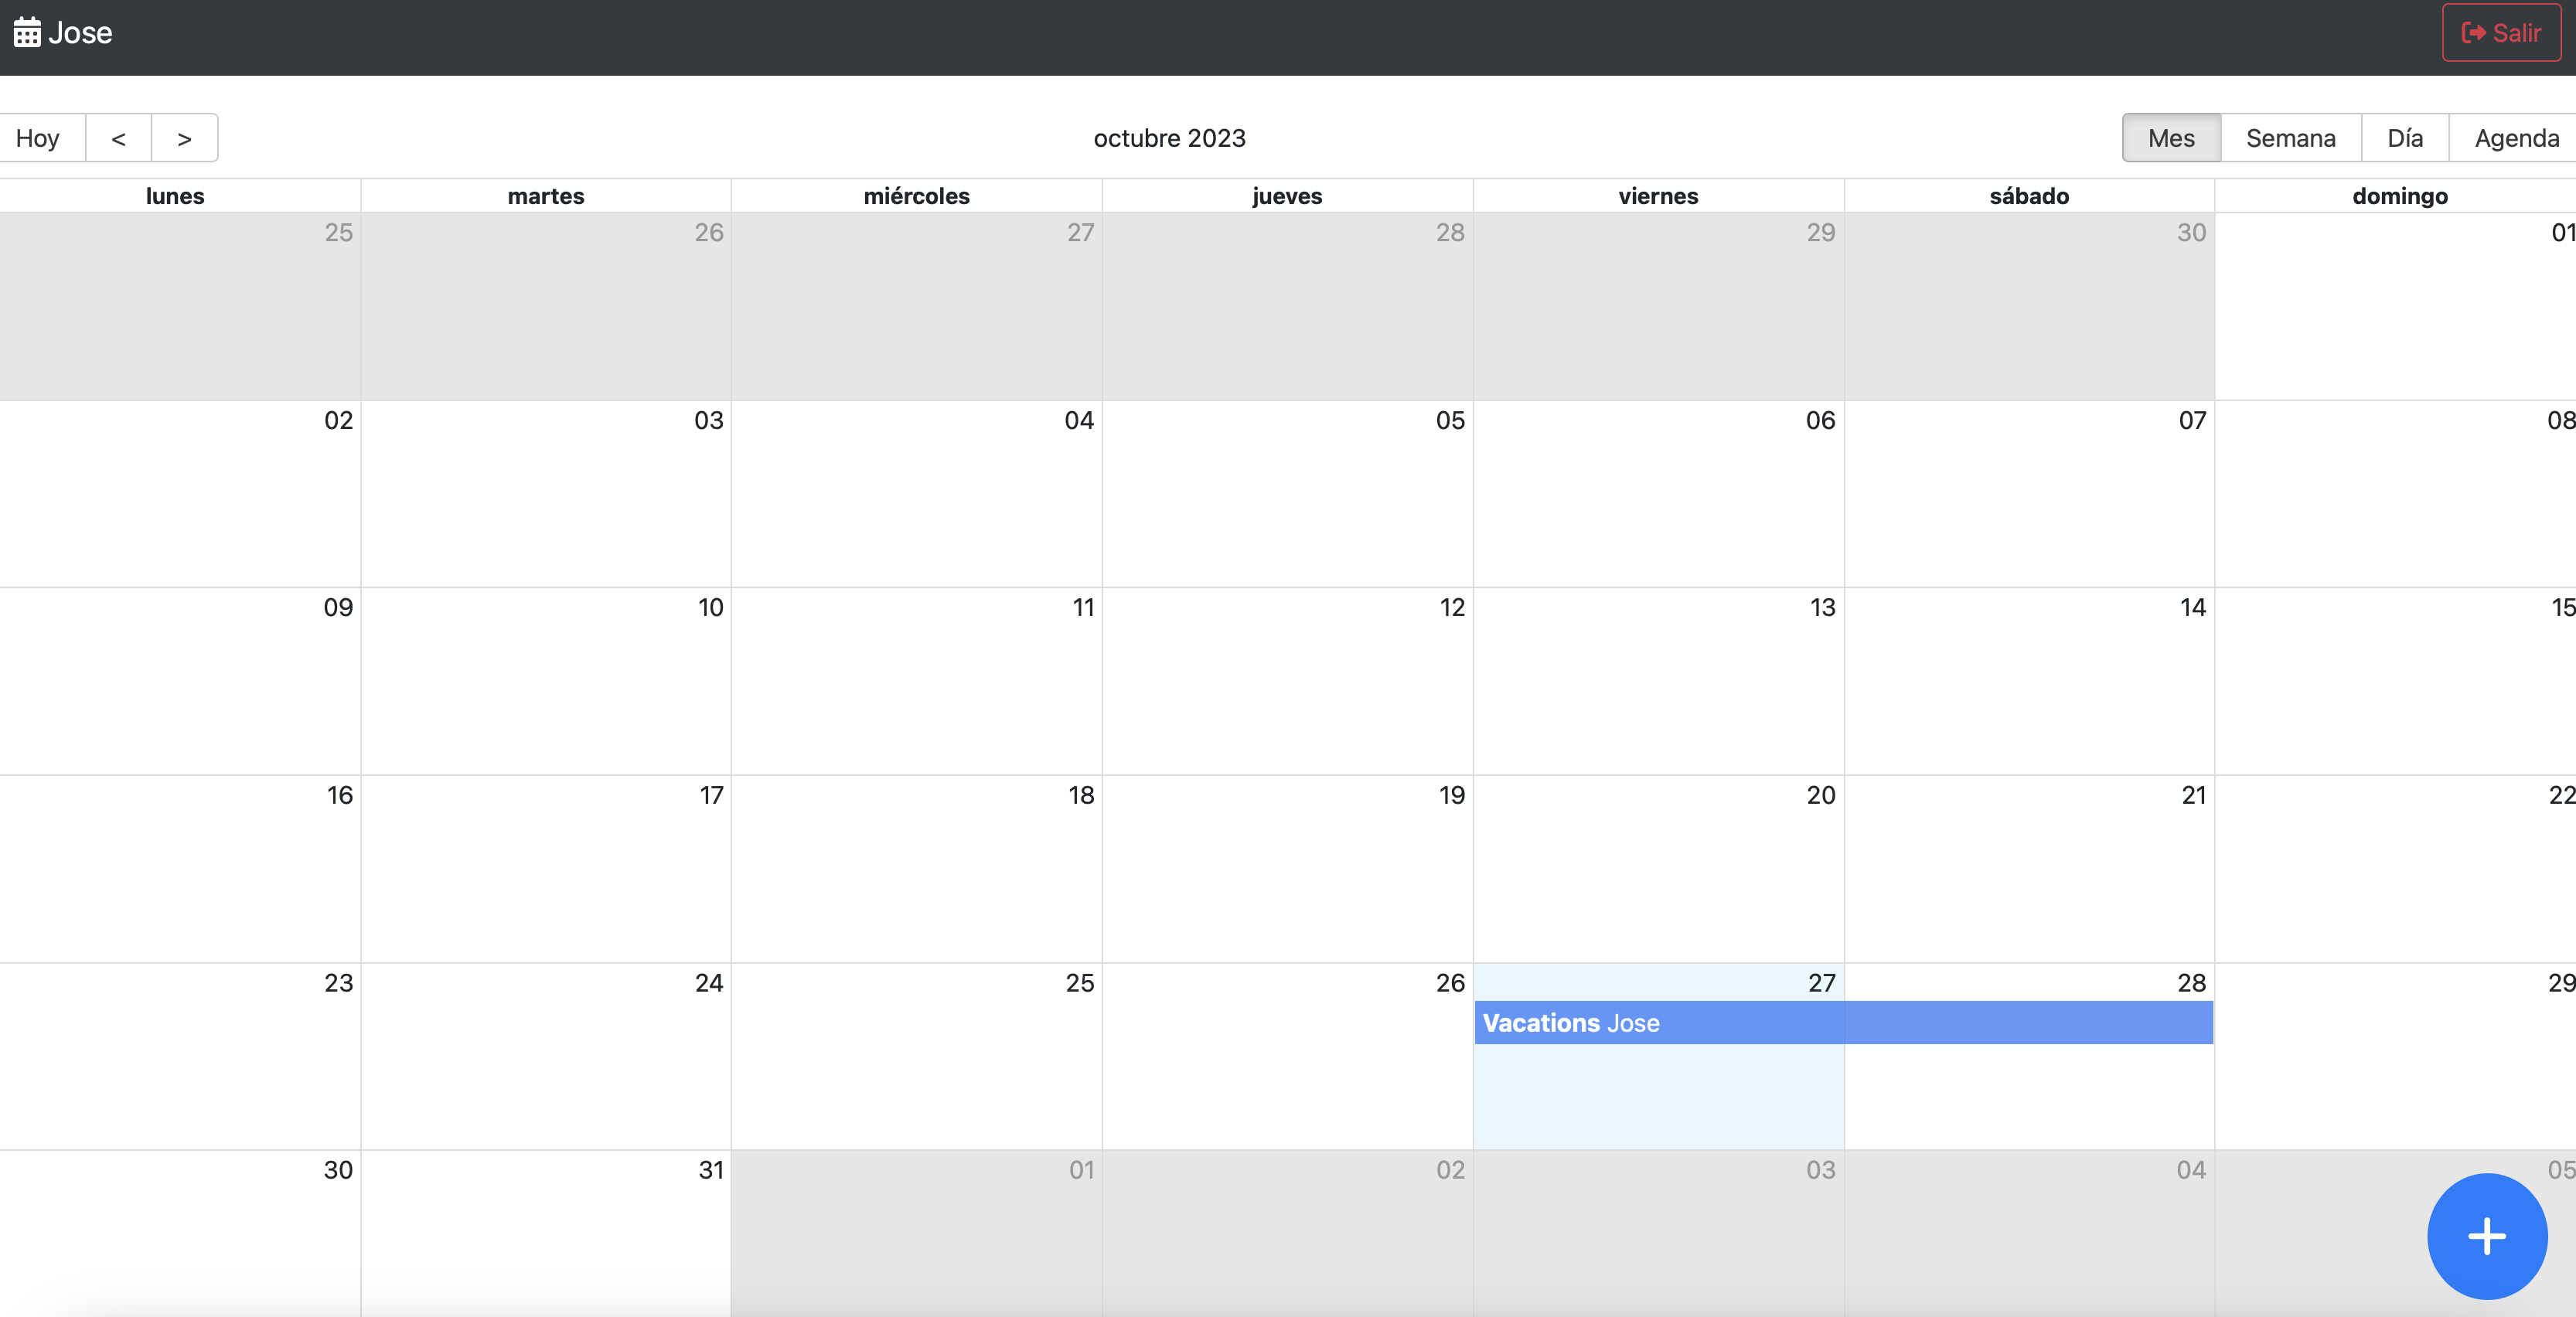 Jose Salir
Hoy < > octubre 2023 Mes Semana Día Agenda
lunes martes miércoles jueves viernes sábado domingo
25 26 27 28 29 30 01
02 03 04 05 06 07 08
09 10 11 12 13 14 15
16 17 18 19 20 21 22
23 24 25 26 27 28 29
Vacations Jose
30 31 01 02 03 04 05
+